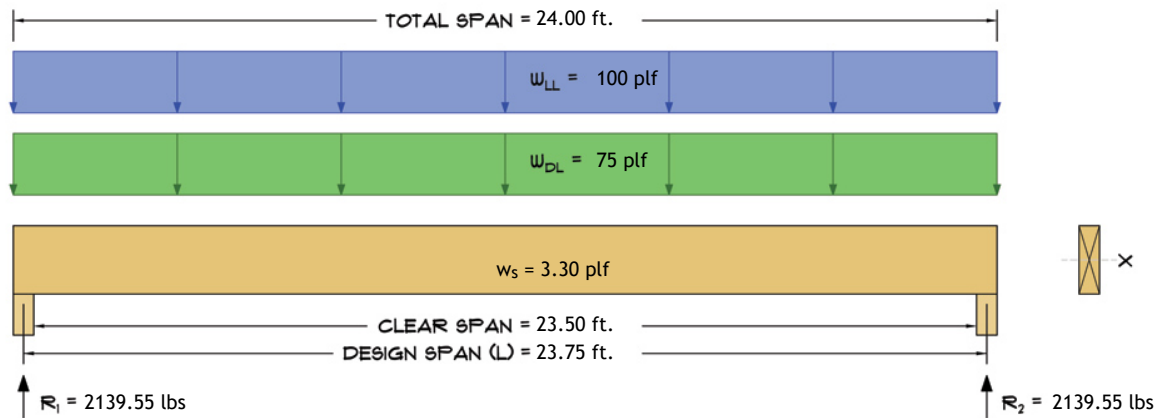 TOTAL SPAN = 24.00 ft.
WLL = 100 plf
WDL = 75 plf
ws = 3.30 plf
X
CLEAR SPAN = 23.50 ft.
DESIGN SPAN (L) = 23.75 ft.
R1 = 2139.55 lbs
R2 = 2139.55 lbs